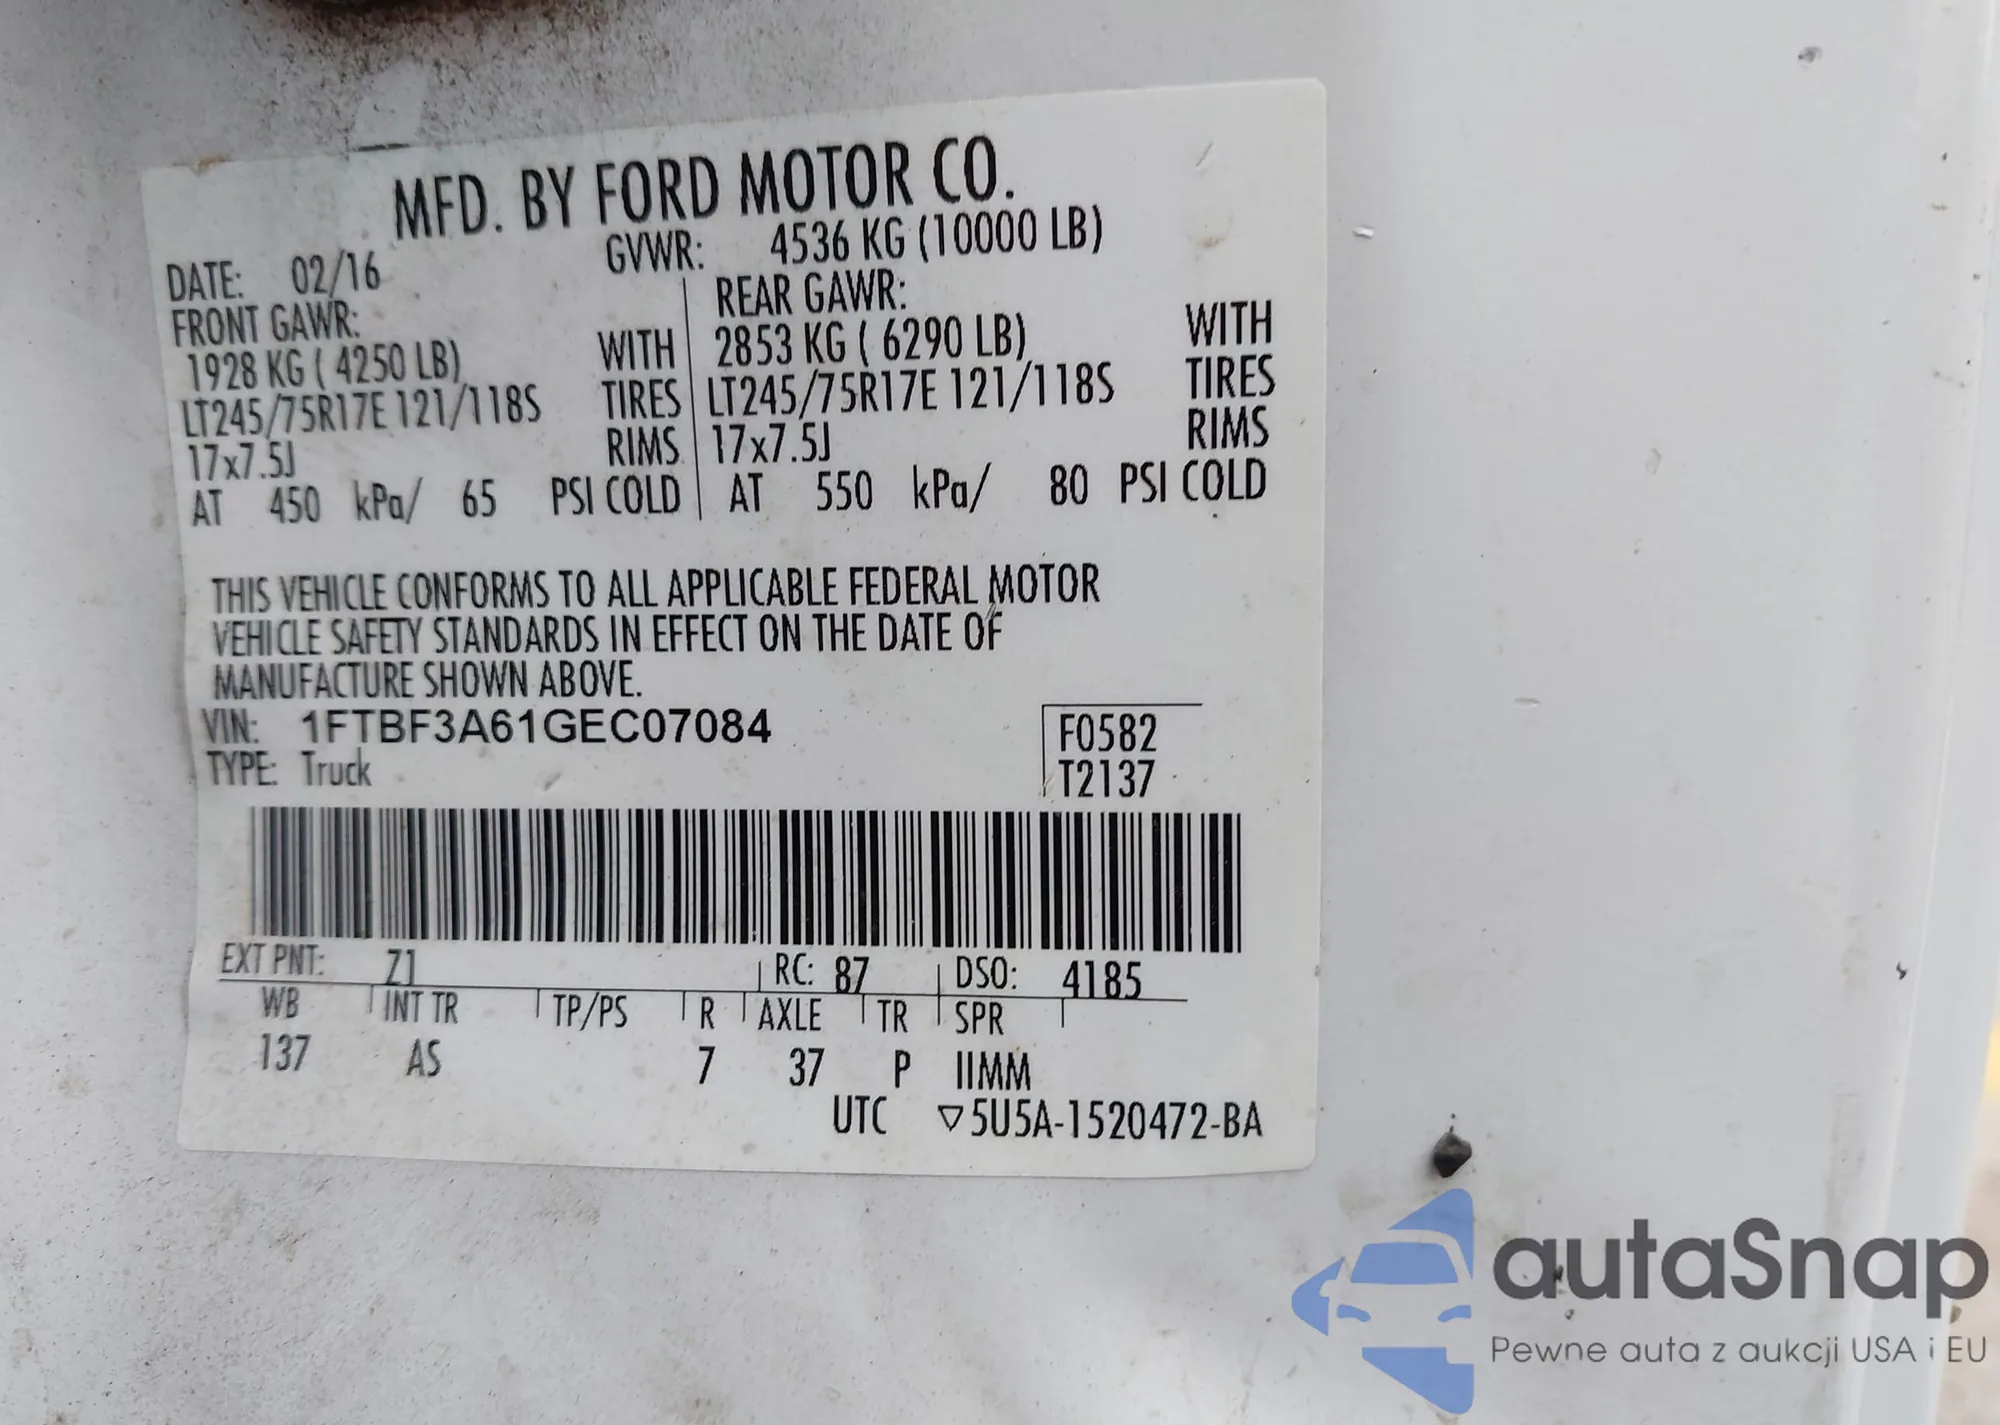 MFD. BY FORD MOTOR CO.
DATE: 02/16 GVWR: 4536 KG (10000 LB)
FRONT GAWR: REAR GAWR:
1928 KG ( 4250 LB) WITH 2853 KG ( 6290 LB) WITH
LT245/75R17E 121/118S TIRES LT245/75R17E 121/118S TIRES
17x7.5J RIMS 17x7.5J RIMS
AT 450 kPa/ 65 PSI COLD AT 550 kPa/ 80 PSI COLD
THIS VEHICLE CONFORMS TO ALL APPLICABLE FEDERAL MOTOR
VEHICLE SAFETY STANDARDS IN EFFECT ON THE DATE OF
MANUFACTURE SHOWN ABOVE.
VIN: 1FTBF3A61GEC07084 F0582
TYPE: Truck T2137
EXT PNT: Z1 RC: 87 DSO: 4185
WB INT TR TP/PS R AXLE TR SPR
137 AS 7 37 P IIMM
UTC ▽5U5A-1520472-BA
autaSnap
Pewne auta z aukcji USA i EU